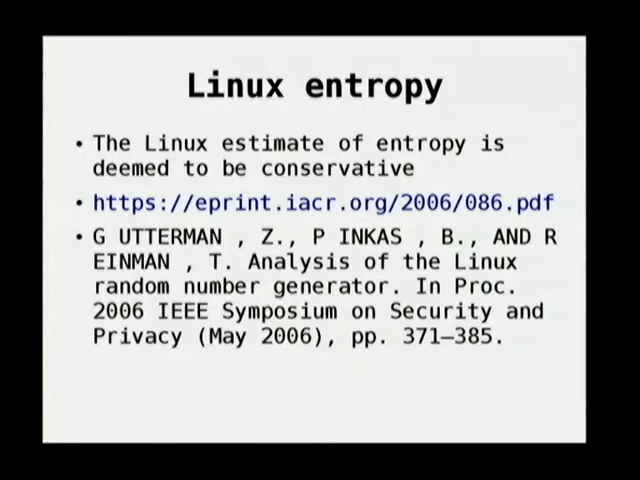 Linux entropy
• The Linux estimate of entropy is
deemed to be conservative
• https://eprint.iacr.org/2006/086.pdf
• G UTTERMAN , Z., P INKAS , B., AND R
EINMAN , T. Analysis of the Linux
random number generator. In Proc.
2006 IEEE Symposium on Security and
Privacy (May 2006), pp. 371–385.